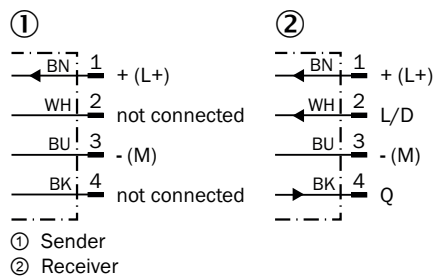 ① ②
BN 1 + (L+)
WH 2 not connected
BU 3 - (M)
BK 4 not connected
BN 1 + (L+)
WH 2 L/D
BU 3 - (M)
BK 4 Q
① Sender
② Receiver